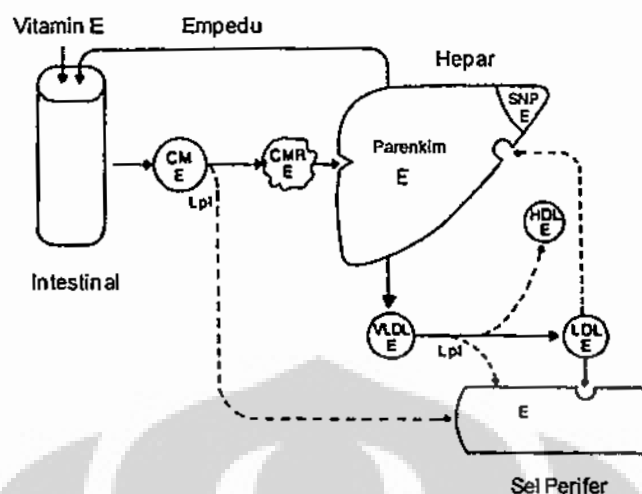 Vitamin E
Empedu
Hepar
SNP
E
Parenkim
E
CM
E
CMR
E
Lpl
HDL
E
Intestinal
VLDL
E
Lpl
LDL
E
E
Sel Perifer